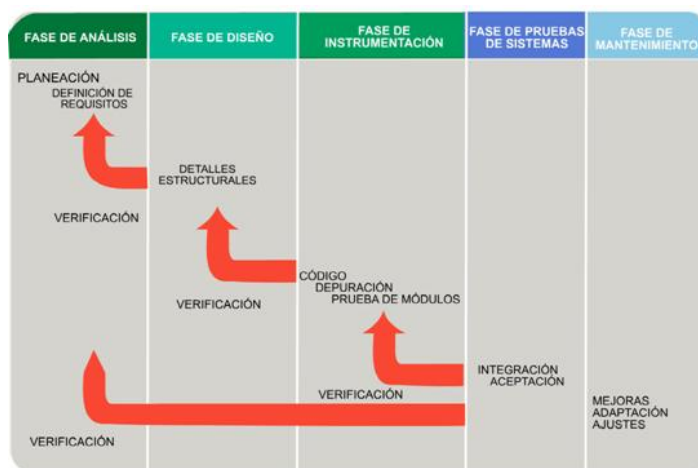 FASE DE ANÁLISIS
FASE DE DISEÑO
FASE DE
INSTRUMENTACIÓN
FASE DE PRUEBAS
DE SISTEMAS
FASE DE
MANTENIMIENTO
PLANEACIÓN
DEFINICIÓN DE
REQUISITOS
DETALLES
ESTRUCTURALES
VERIFICACIÓN
CÓDIGO
DEPURACIÓN
PRUEBA DE MÓDULOS
VERIFICACIÓN
INTEGRACIÓN
ACEPTACIÓN
VERIFICACIÓN
MEJORAS
ADAPTACIÓN
AJUSTES
VERIFICACIÓN